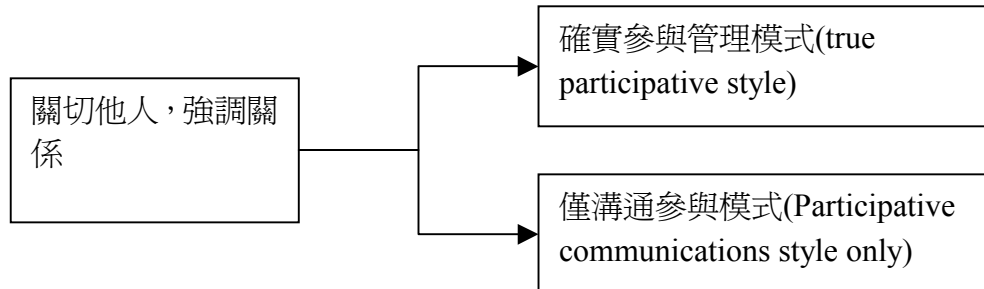 確實參與管理模式(true
participative style)
關切他人，強調關
係
僅溝通參與模式(Participative
communications style only)